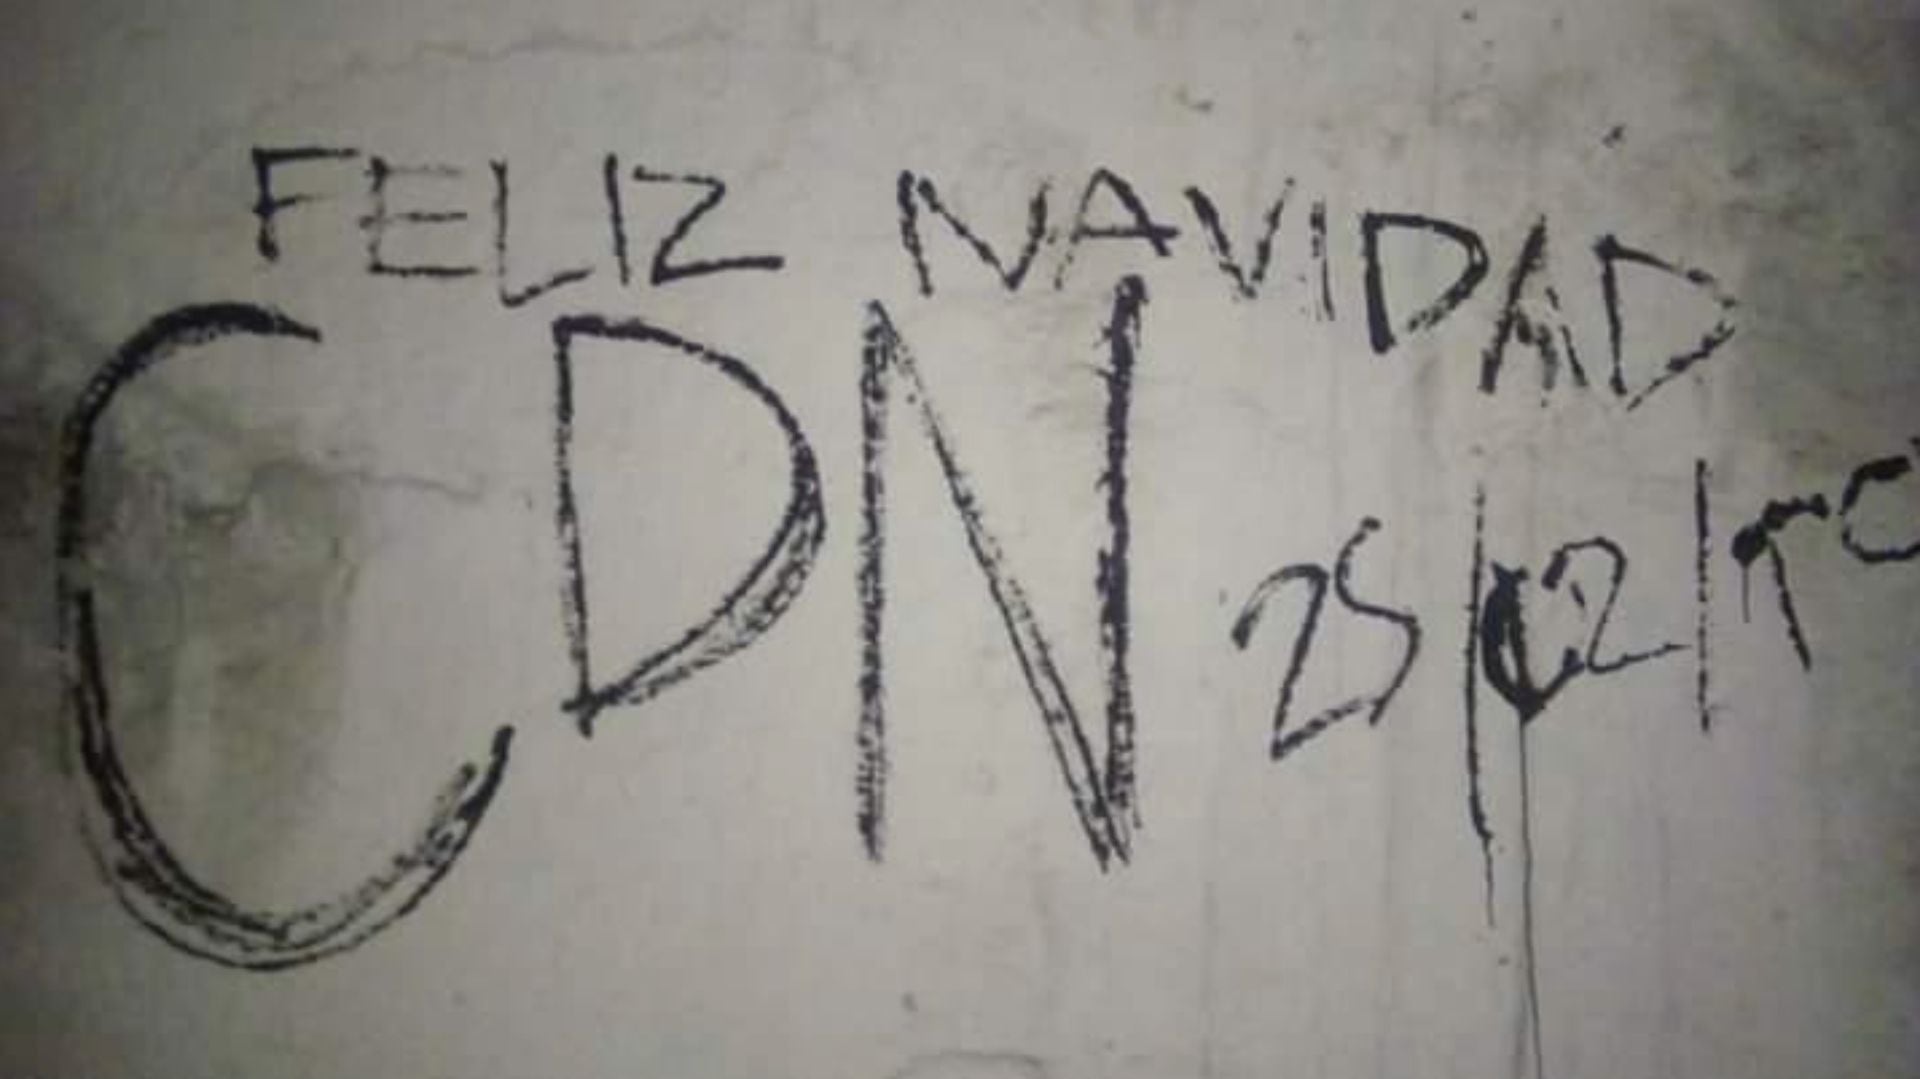 FELIZ NAVIDAD
CDN 25/12/